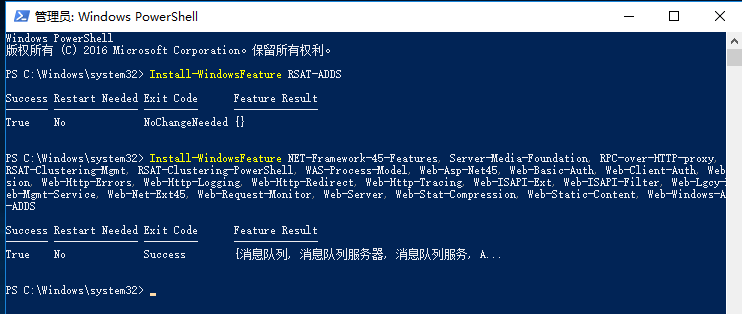 管理员: Windows PowerShell
Windows PowerShell
版权所有 (C) 2016 Microsoft Corporation。保留所有权利。
PS C:\Windows\system32> Install-WindowsFeature RSAT-ADDS
Success Restart Needed Exit Code      Feature Result
True    No             NoChangeNeeded {}
PS C:\Windows\system32> Install-WindowsFeature NET-Framework-45-Features, Server-Media-Foundation, RPC-over-HTTP-proxy,
RSAT-Clustering-Mgmt, RSAT-Clustering-PowerShell, WAS-Process-Model, Web-Asp-Net45, Web-Basic-Auth, Web-Client-Auth, Web
sion, Web-Http-Errors, Web-Http-Logging, Web-Http-Redirect, Web-Http-Tracing, Web-ISAPI-Ext, Web-ISAPI-Filter, Web-Lgcy-
eb-Mgmt-Service, Web-Net-Ext45, Web-Request-Monitor, Web-Server, Web-Stat-Compression, Web-Static-Content, Web-Windows-A
-ADDS
Success Restart Needed Exit Code      Feature Result
True    No             Success        {消息队列, 消息队列服务器, 消息队列服务, A...
PS C:\Windows\system32>